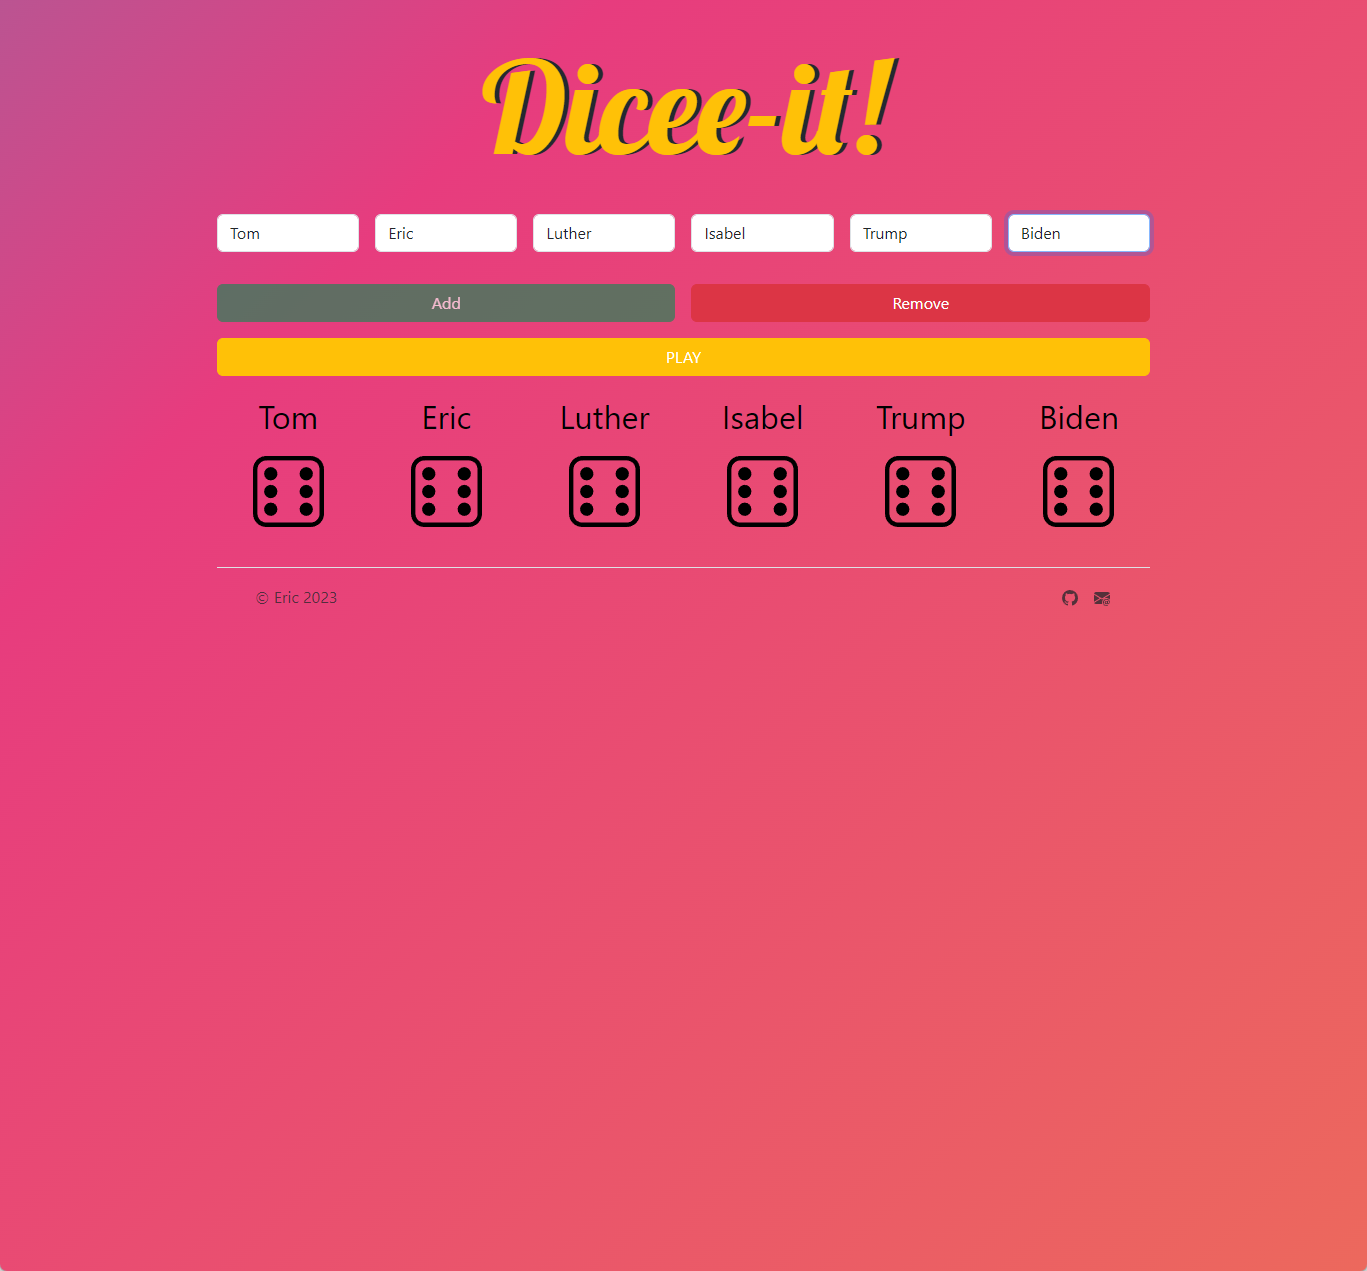 Dicee-it!
Tom Eric Luther Isabel Trump Biden
Add Remove
PLAY
Tom Eric Luther Isabel Trump Biden
© Eric 2023